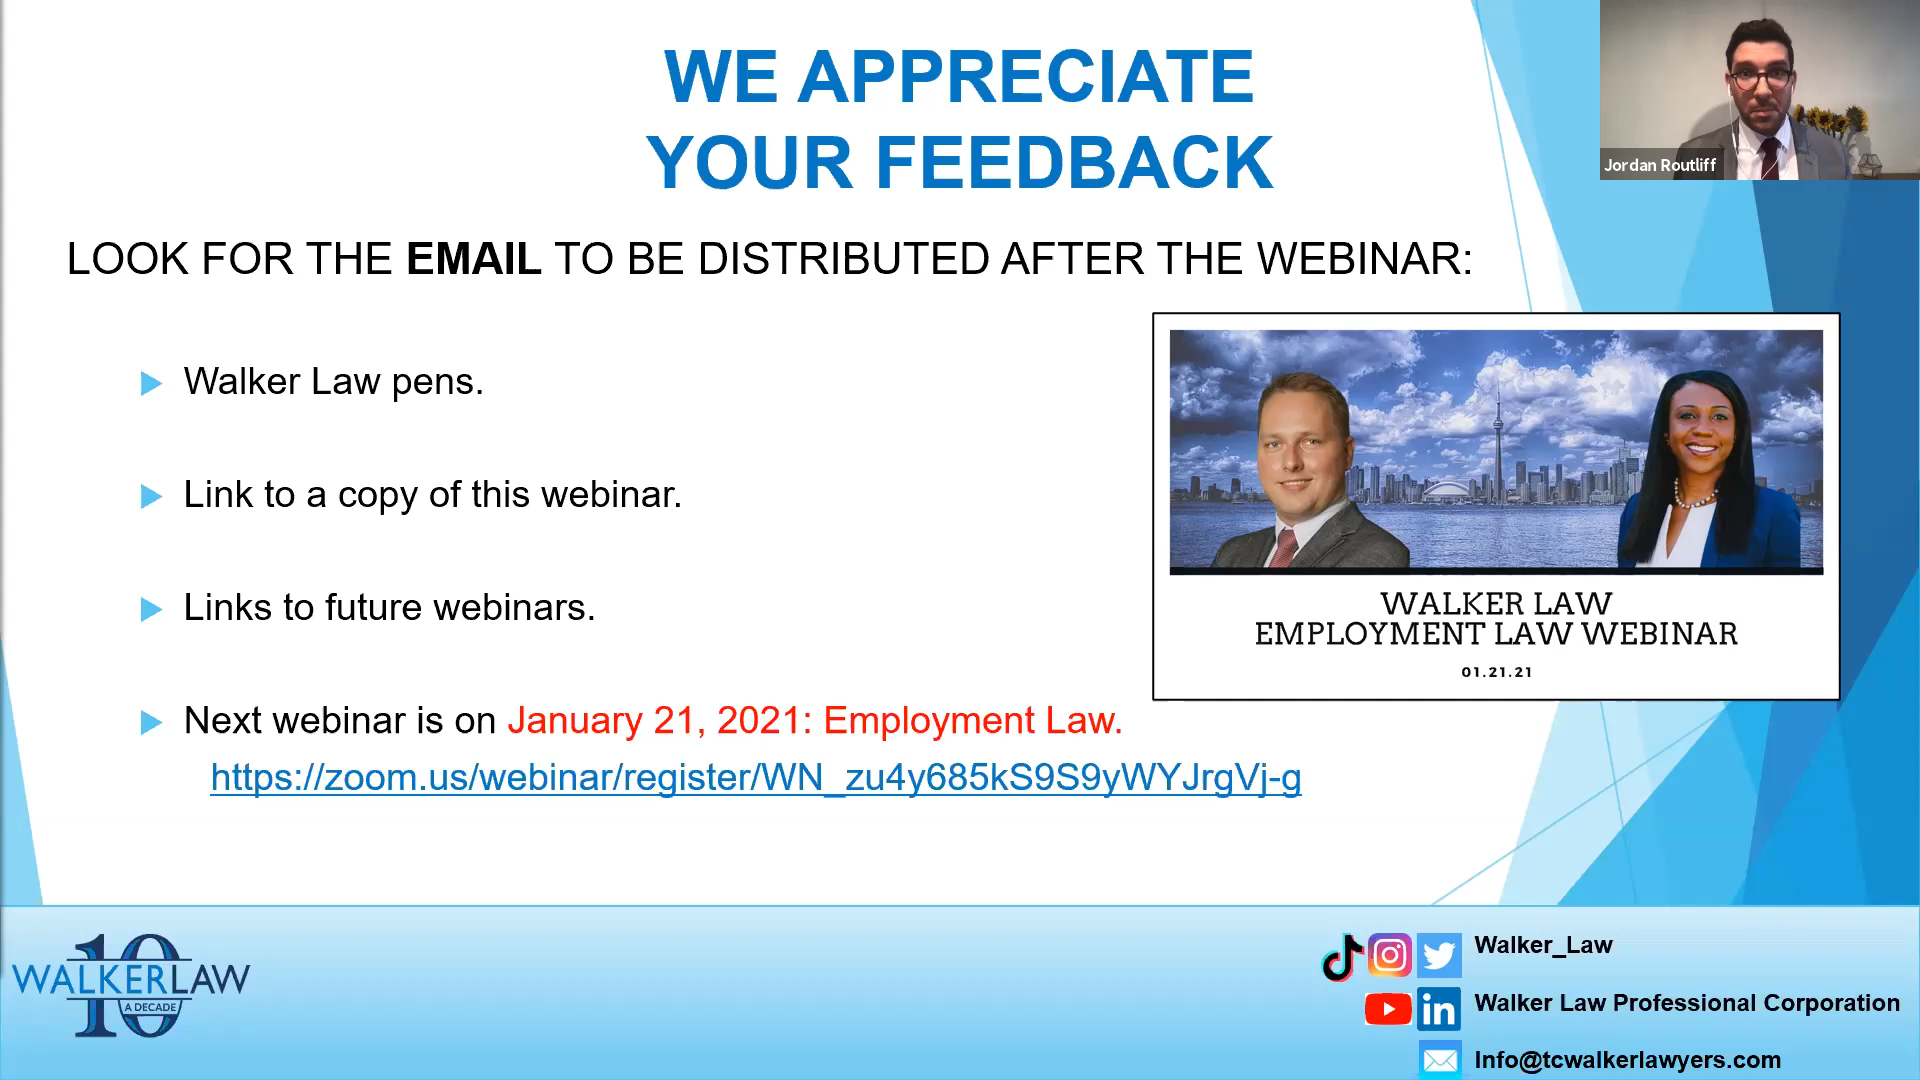 WE APPRECIATE
YOUR FEEDBACK
Jordan Routliff
LOOK FOR THE EMAIL TO BE DISTRIBUTED AFTER THE WEBINAR:
Walker Law pens.
Link to a copy of this webinar.
Links to future webinars.
Next webinar is on January 21, 2021: Employment Law.
https://zoom.us/webinar/register/WN_zu4y685kS9S9yWYJrgVj-g
WALKER LAW
EMPLOYMENT LAW WEBINAR
01.21.21
10
WALKERLAW
A DECADE
Walker_Law
Walker Law Professional Corporation
Info@tcwalkerlawyers.com